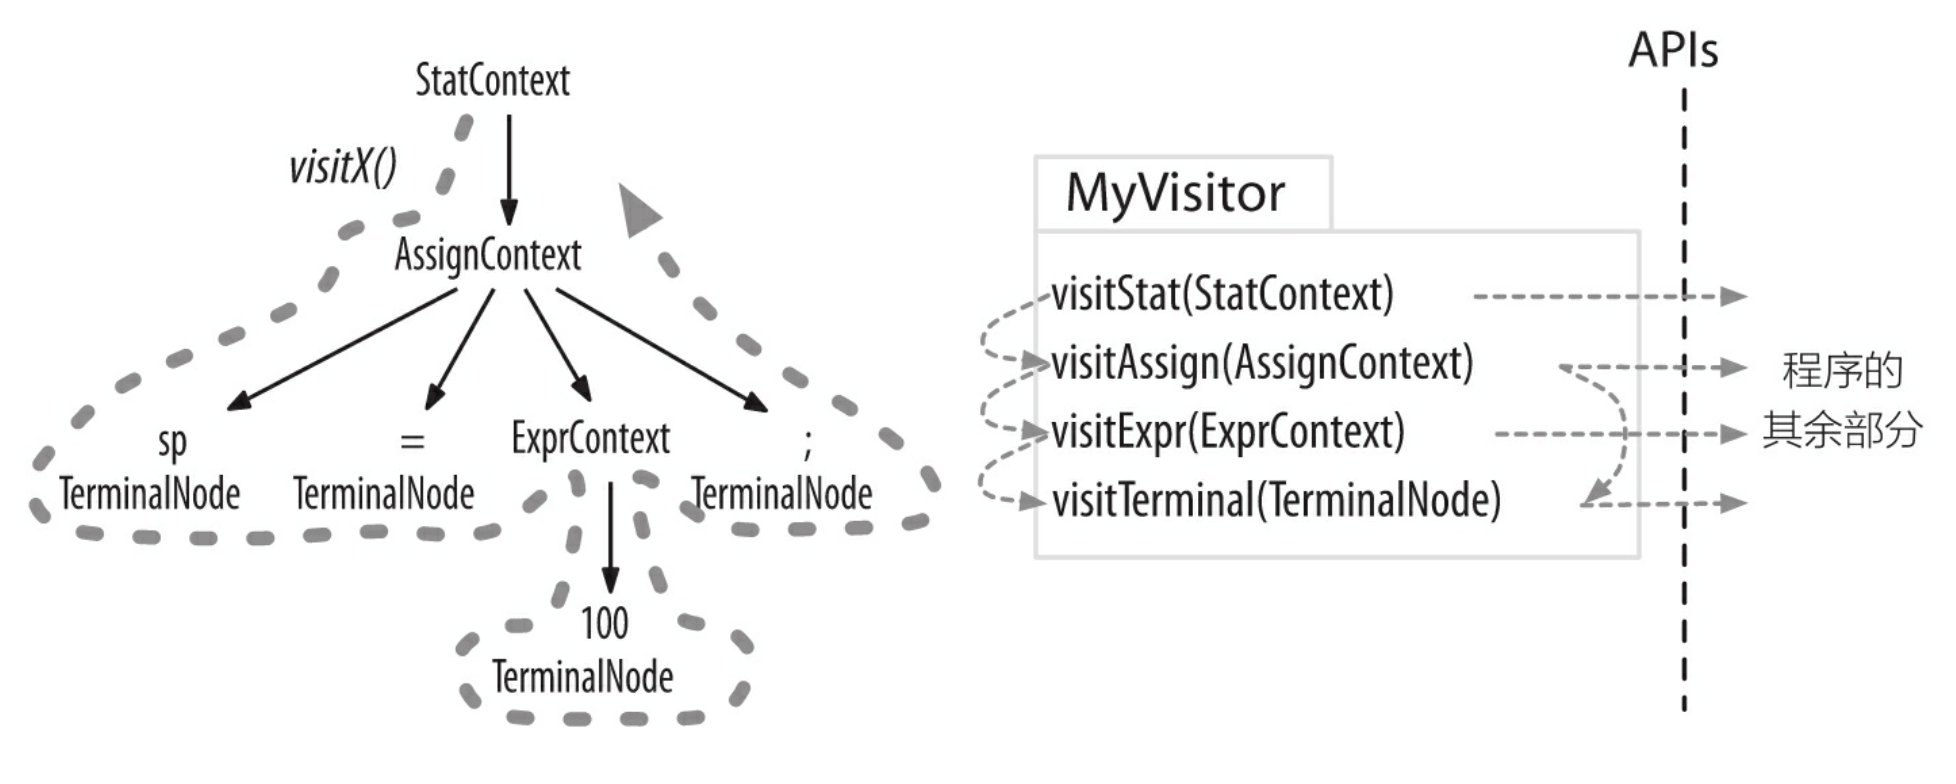 StatContext
visitX()
AssignContext
sp
TerminalNode
=
TerminalNode
ExprContext
;
TerminalNode
100
TerminalNode
APIs
MyVisitor
visitStat(StatContext)
visitAssign(AssignContext)
visitExpr(ExprContext)
visitTerminal(TerminalNode)
程序的
其余部分